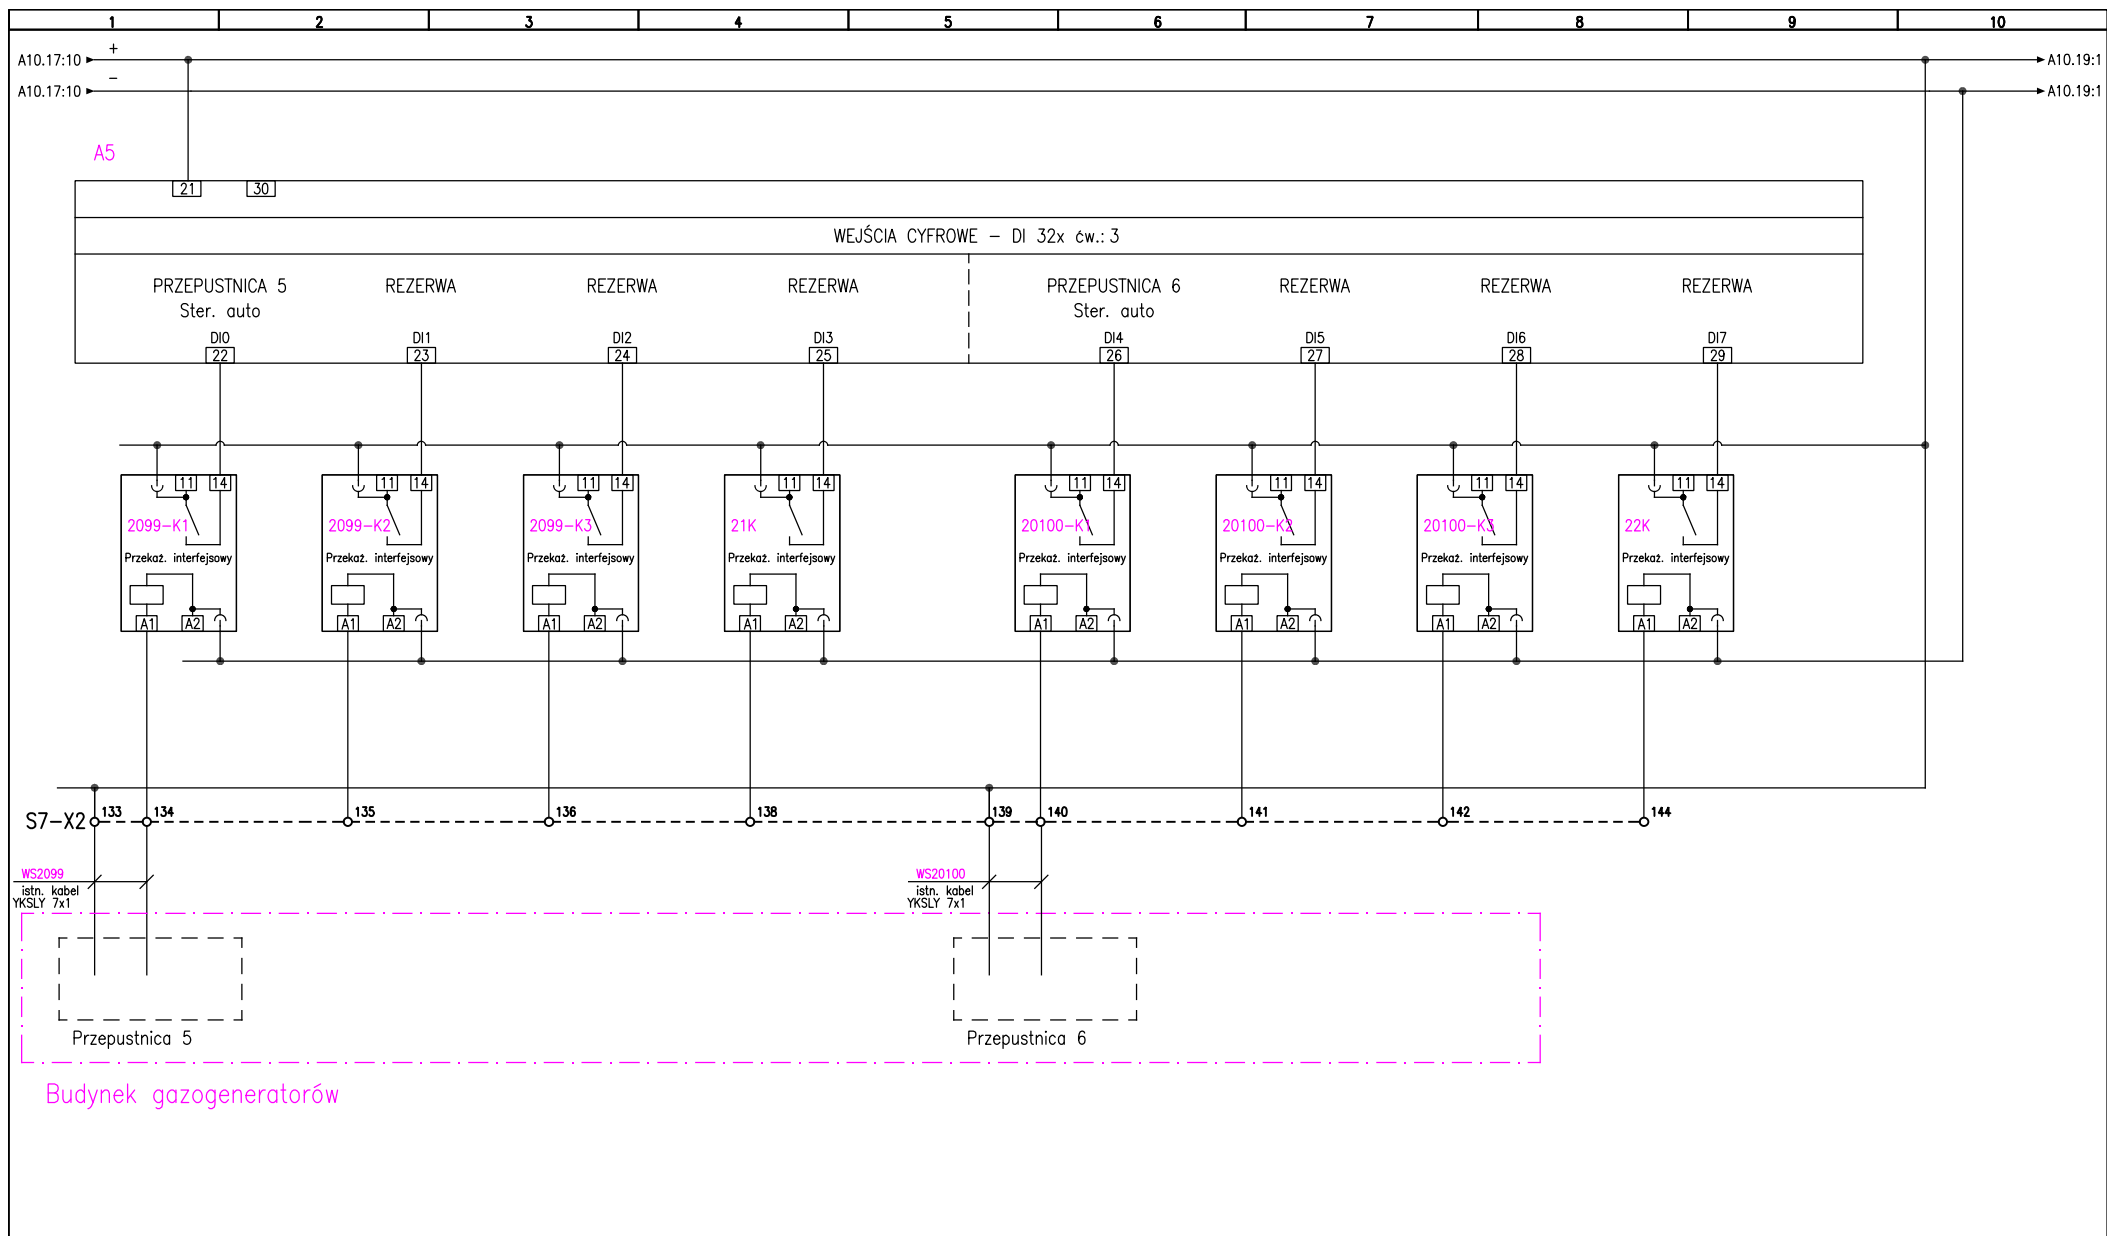 1 2 3 4 5 6 7 8 9 10
+
A10.17:10 A10.19:1
−
A10.17:10 A10.19:1
A5
21 30
WEJŚCIA CYFROWE − DI 32x ćw.: 3
PRZEPUSTNICA 5 REZERWA REZERWA REZERWA PRZEPUSTNICA 6 REZERWA REZERWA REZERWA
Ster. auto Ster. auto
DI0 DI1 DI2 DI3 DI4 DI5 DI6 DI7
22 23 24 25 26 27 28 29
11 14 11 14 11 14 11 14 11 14 11 14 11 14 11 14
2099−K1 2099−K2 2099−K3 21K 20100−K1 20100−K2 20100−K3 22K
Przekaź. interfejsowy Przekaź. interfejsowy Przekaź. interfejsowy Przekaź. interfejsowy Przekaź. interfejsowy Przekaź. interfejsowy Przekaź. interfejsowy Przekaź. interfejsowy
A1 A2 A1 A2 A1 A2 A1 A2 A1 A2 A1 A2 A1 A2 A1 A2
S7−X2 133 134 135 136 138 139 140 141 142 144
WS2099 WS20100
istn. kabel istn. kabel
YKSLY 7x1 YKSLY 7x1
Przepustnica 5 Przepustnica 6
Budynek gazogeneratorów